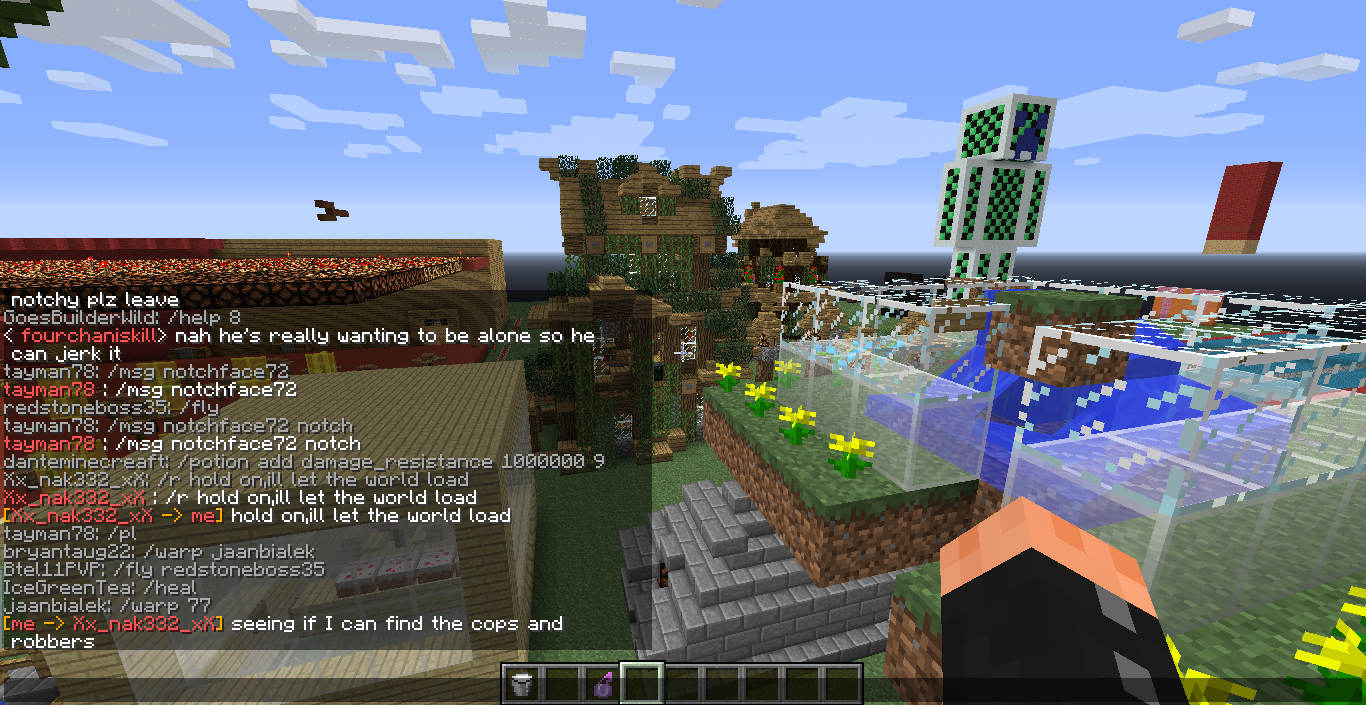 notchy plz leave
GoesBuilderWild: /help 8
< fourchaniskill> nah he's really wanting to be alone so he
can jerk it
tayman78: /msg notchface72
tayman78 : /msg notchface72
redstoneboss35: /fly
tayman78: /msg notchface72 notch
tayman78 : /msg notchface72 notch
danteminecreaft: /potion add damage_resistance 1000000 9
Xx_nak332_xX: /r hold on,ill let the world load
Xx_nak332_xX : /r hold on,ill let the world load
[Xx_nak332_xX -> me] hold on,ill let the world load
tayman78: /pl
bryantaug22: /warp jaanbialek
Btel11PVP: /fly redstoneboss35
IceGreenTea: /heal
jaanbialek: /warp 77
[me -> Xx_nak332_xX] seeing if I can find the cops and
robbers